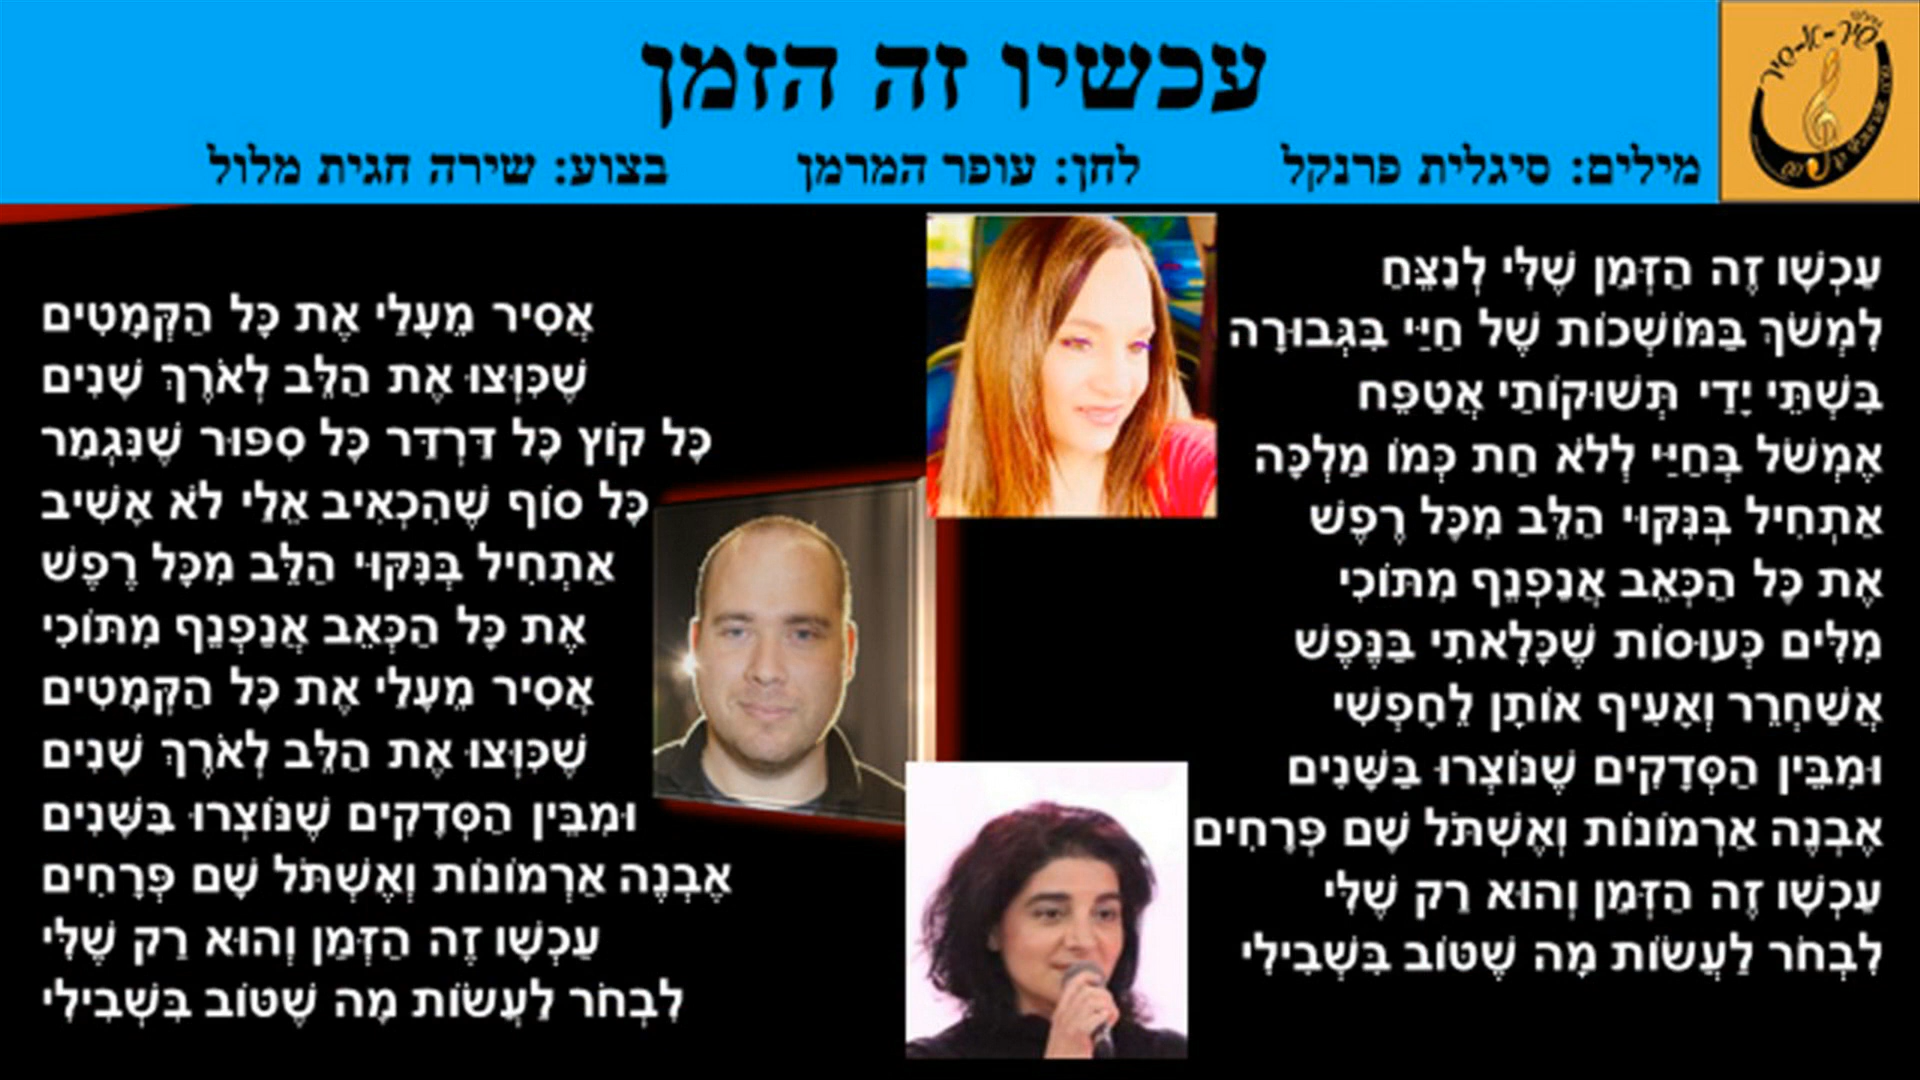 עכשיו זה הזמן
מילים: סיגלית פרנקל לחן: עופר המרמן בצוע: שירה חגית מלול
שיר-א-שיר
עַכְשָׁו זֶה הַזְּמַן שֶׁלִּי לְנַצֵּחַ
לִמְשֹׁךְ בַּמּוֹשְׁכוֹת שֶׁל חַיַּי בִּגְבוּרָה
בִּשְׁתֵּי יָדַי תְּשׁוּקוֹתַי אֲטַפֵּח
אֶמְשֹׁל בְּחַיַּי לְלֹא חַת כְּמוֹ מַלְכָּה
אַתְחִיל בְּנִקּוּי הַלֵּב מִכָּל רֶפֶשׁ
אֶת כָּל הַכְּאֵב אֲנַפְנֵף מִתּוֹכִי
מִלִּים כְּעוּסוֹת שֶׁכָּלָאתִי בַּנֶּפֶשׁ
אֲשַׁחְרֵר וְאָעִיף אוֹתָן לֵחָפְשִׁי
וּמִבֵּין הַסְּדָקִים שֶׁנּוֹצְרוּ בַּשָּׁנִים
אֶבְנֶה אַרְמוֹנוֹת וְאֶשְׁתֹּל שָׁם פְּרָחִים
עַכְשָׁו זֶה הַזְּמַן וְהוּא רַק שֶׁלִּי
לִבְחֹר לַעֲשׂוֹת מָה שֶׁטּוֹב בִּשְׁבִילִי
אֲסִיר מֵעָלַי אֶת כָּל הַקְּמָטִים
שֶׁכִּוְּצוּ אֶת הַלֵּב לְאֹרֶךְ שָׁנִים
כָּל קוֹץ כָּל דַּרְדַּר כָּל סִפּוּר שֶׁנִּגְמַר
כָּל סוֹף שֶׁהִכְאִיב אֵלַי לֹא אָשִׁיב
אַתְחִיל בְּנִקּוּי הַלֵּב מִכָּל רֶפֶשׁ
אֶת כָּל הַכְּאֵב אֲנַפְנֵף מִתּוֹכִי
אֲסִיר מֵעָלַי אֶת כָּל הַקְּמָטִים
שֶׁכִּוְּצוּ אֶת הַלֵּב לְאֹרֶךְ שָׁנִים
וּמִבֵּין הַסְּדָקִים שֶׁנּוֹצְרוּ בַּשָּׁנִים
אֶבְנֶה אַרְמוֹנוֹת וְאֶשְׁתֹּל שָׁם פְּרָחִים
עַכְשָׁו זֶה הַזְּמַן וְהוּא רַק שֶׁלִּי
לִבְחֹר לַעֲשׂוֹת מָה שֶׁטּוֹב בִּשְׁבִילִי